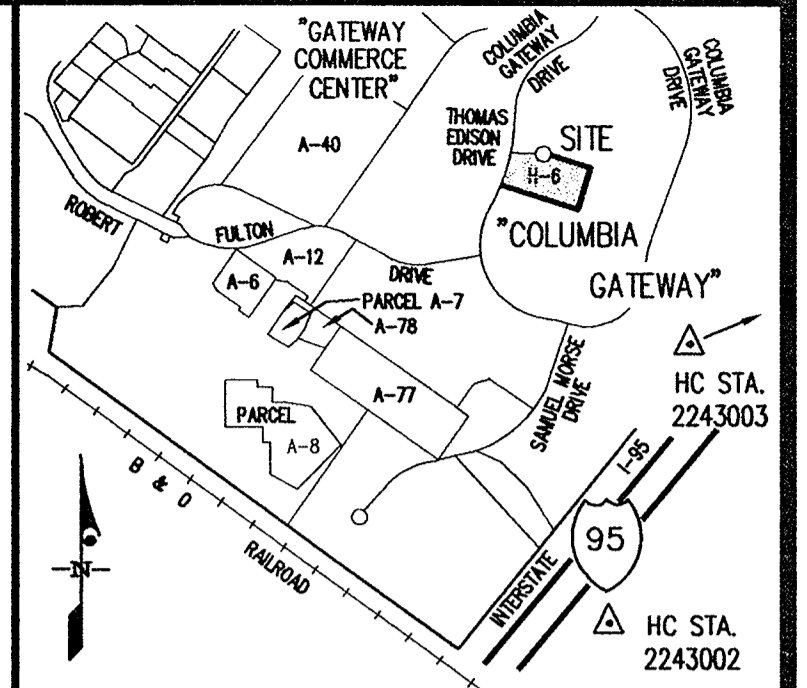 "GATEWAY
COMMERCE
CENTER"
COLUMBIA
GATEWAY
DRIVE
COLUMBIA
GATEWAY
DRIVE
THOMAS
EDISON
DRIVE
SITE
A-40
H-6
ROBERT
FULTON
DRIVE
"COLUMBIA
GATEWAY"
A-12
A-6
PARCEL A-7
A-78
A-77
SAMUEL MORSE
DRIVE
HC STA.
2243003
PARCEL
A-8
I-95
95
INTERSTATE
B & O
RAILROAD
N
HC STA.
2243002